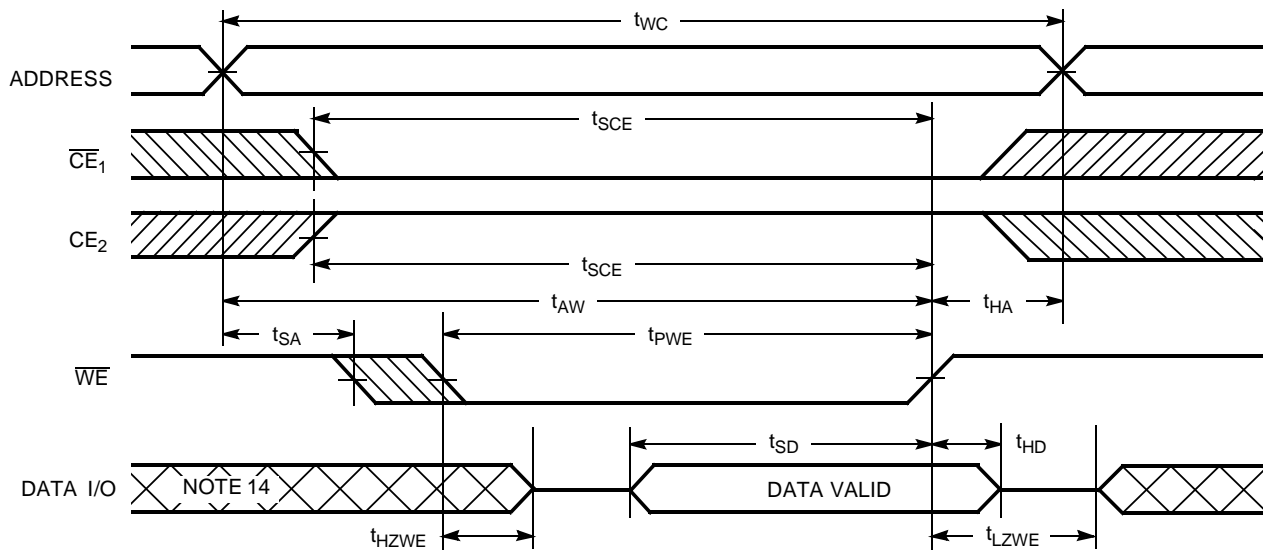 tWC
ADDRESS
tSCE
CE1
CE2
tSCE
tAW
tHA
tSA
tPWE
WE
tSD
tHD
DATA I/O
NOTE 14
DATA VALID
tHZWE
tLZWE